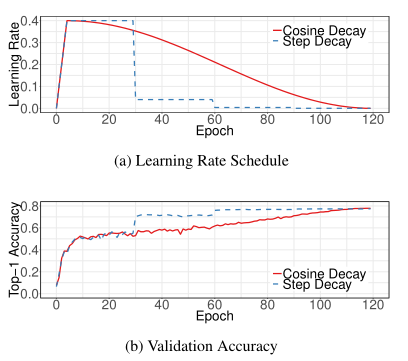 Learning Rate
0.4
0.3
0.2
0.1
0.0
Cosine Decay
Step Decay
0 20 40 60 80 100 120
Epoch
(a) Learning Rate Schedule
Top-1 Accuracy
0.8
0.6
0.4
0.2
0.0
Cosine Decay
Step Decay
0 20 40 60 80 100 120
Epoch
(b) Validation Accuracy